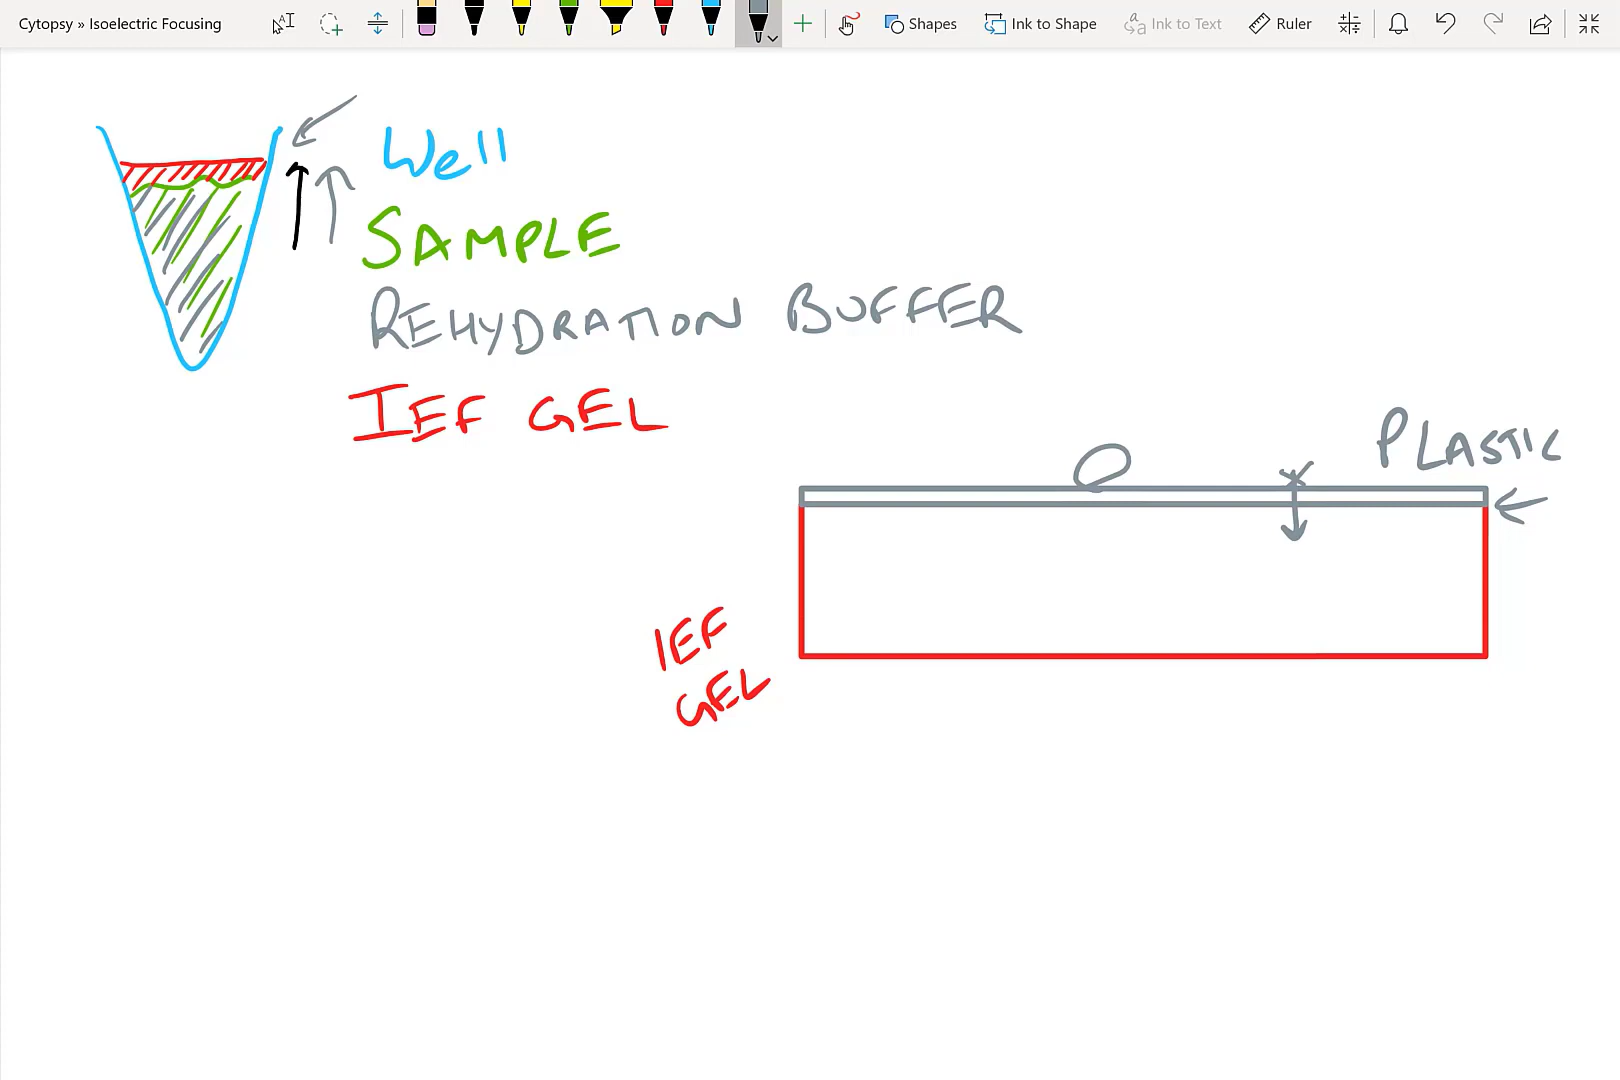 Cytopsy » Isoelectric Focusing
Shapes
Ink to Shape
Ink to Text
Ruler
Well
SAMPLE
REHYDRATION BUFFER
IEF GEL
PLASTIC
IEF
GEL